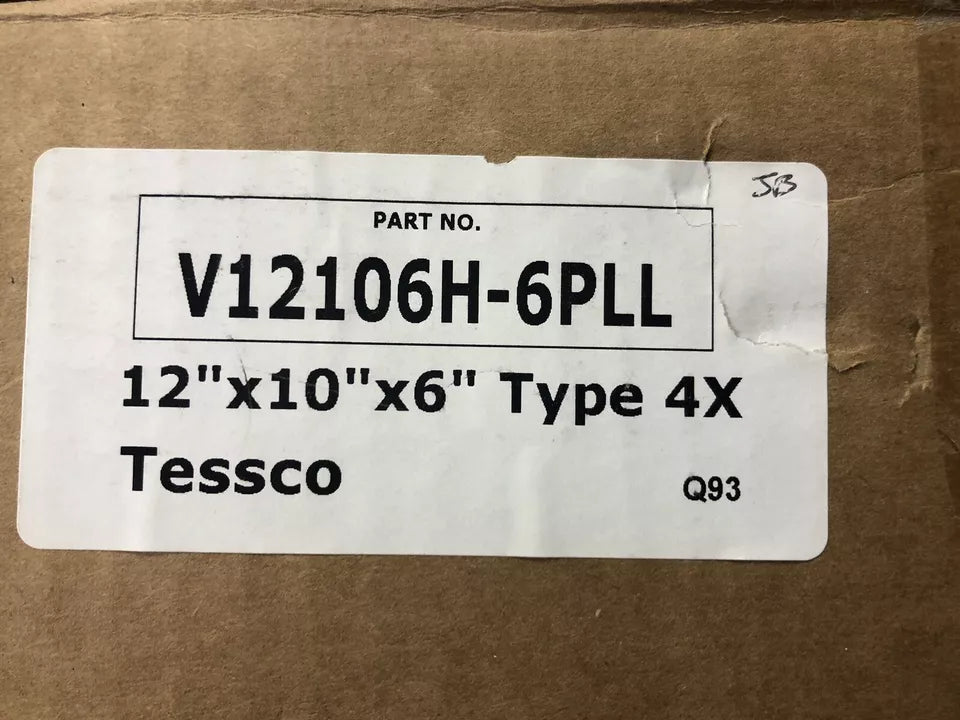 JB
PART NO.
V12106H-6PLL
12"x10"x6" Type 4X
Tessco
Q93